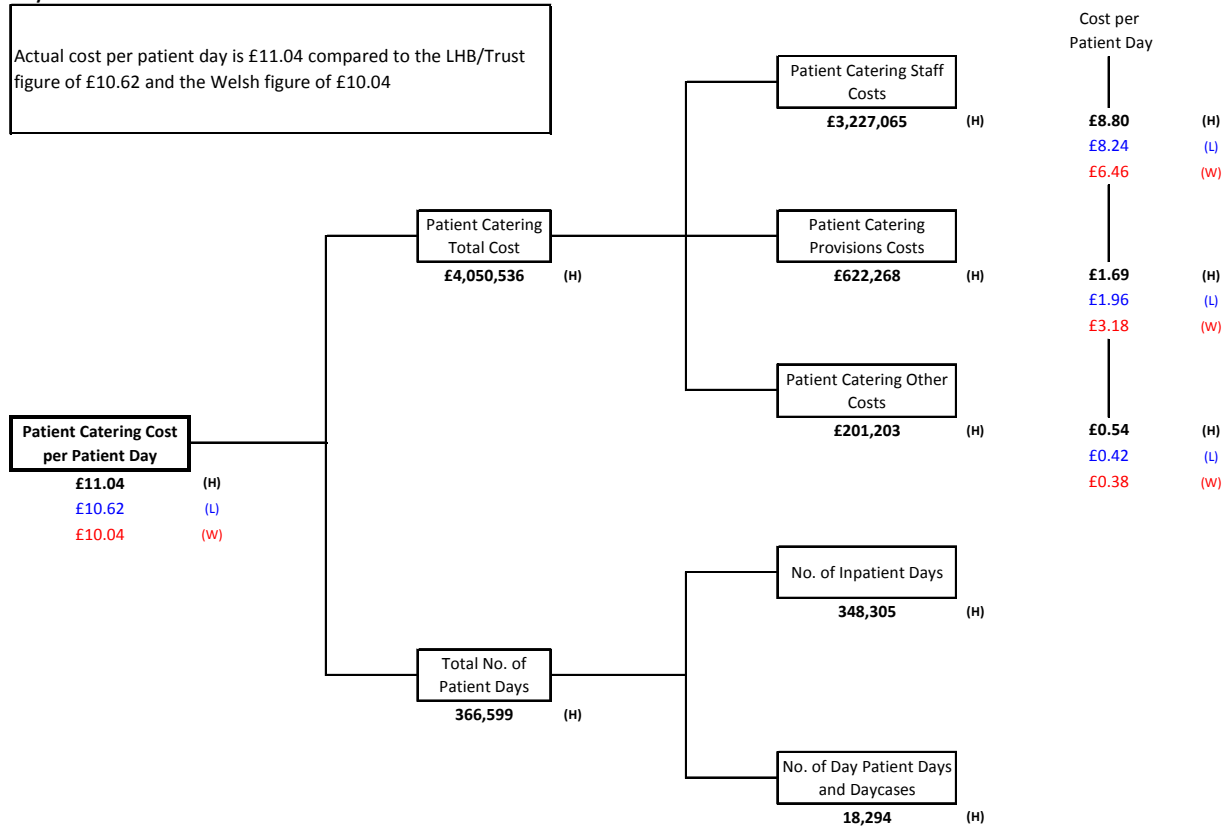 Actual cost per patient day is £11.04 compared to the LHB/Trust
figure of £10.62 and the Welsh figure of £10.04
Cost per
Patient Day
Patient Catering Staff
Costs
£3,227,065 (H) £8.80 (H)
£8.24 (L)
£6.46 (W)
Patient Catering
Total Cost
£4,050,536 (H)
Patient Catering
Provisions Costs
£622,268 (H) £1.69 (H)
£1.96 (L)
£3.18 (W)
Patient Catering Other
Costs
£201,203 (H) £0.54 (H)
£0.42 (L)
£0.38 (W)
Patient Catering Cost
per Patient Day
£11.04 (H)
£10.62 (L)
£10.04 (W)
No. of Inpatient Days
348,305 (H)
Total No. of
Patient Days
366,599 (H)
No. of Day Patient Days
and Daycases
18,294 (H)